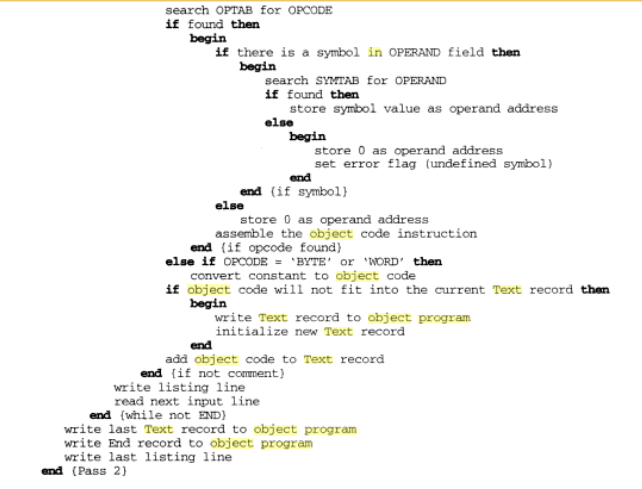 search OPTAB for OPCODE
if found then
begin
if there is a symbol in OPERAND field then
begin
search SYMTAB for OPERAND
if found then
store symbol value as operand address
else
begin
store 0 as operand address
set error flag (undefined symbol)
end
end {if symbol}
else
store 0 as operand address
assemble the object code instruction
end {if opcode found}
else if OPCODE = ‘BYTE’ or ‘WORD’ then
convert constant to object code
if object code will not fit into the current Text record then
begin
write Text record to object program
initialize new Text record
end
add object code to Text record
end {if not comment}
write listing line
read next input line
end {while not END}
write last Text record to object program
write End record to object program
write last listing line
end {Pass 2}